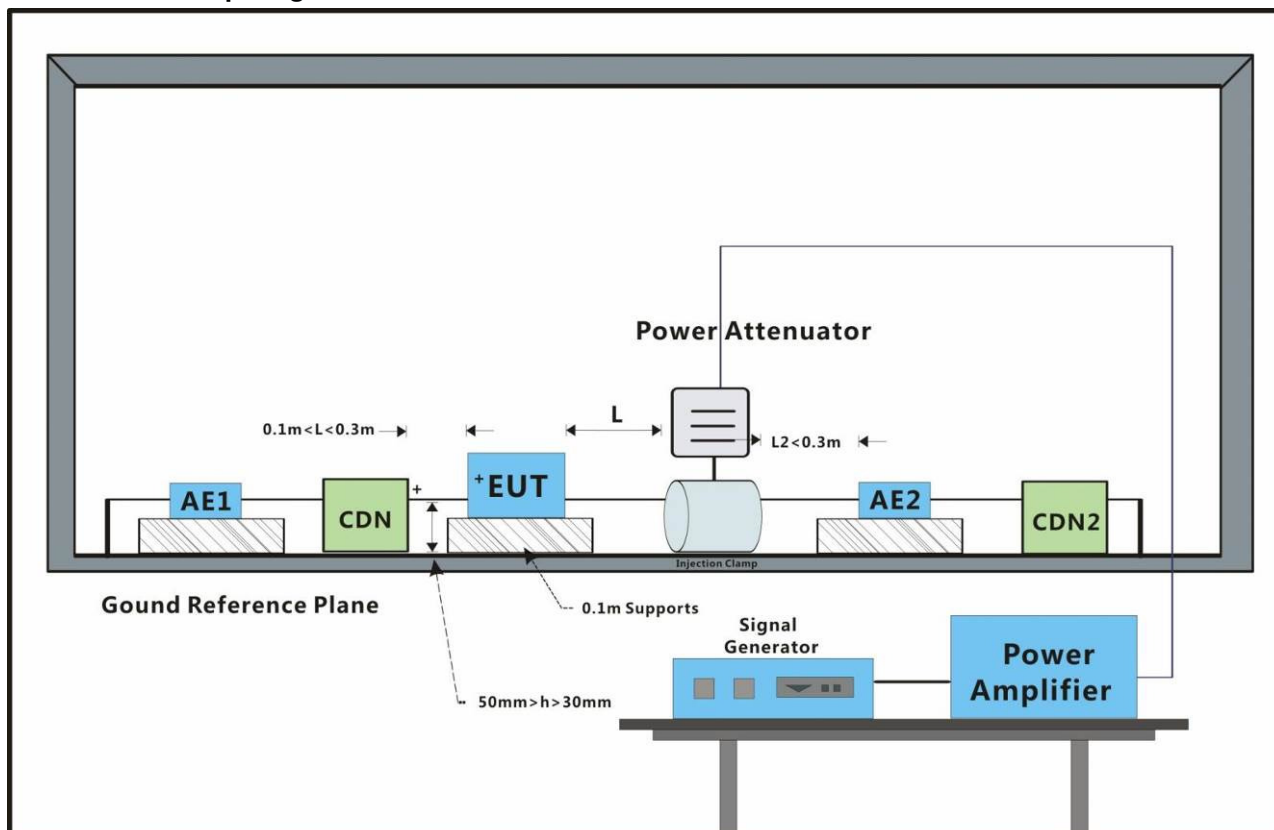 Power Attenuator
0.1m<L<0.3m
L
L2<0.3m
AE1
CDN
+
+EUT
AE2
CDN2
Injection Clamp
Gound Reference Plane
0.1m Supports
50mm>h>30mm
Signal
Generator
Power
Amplifier